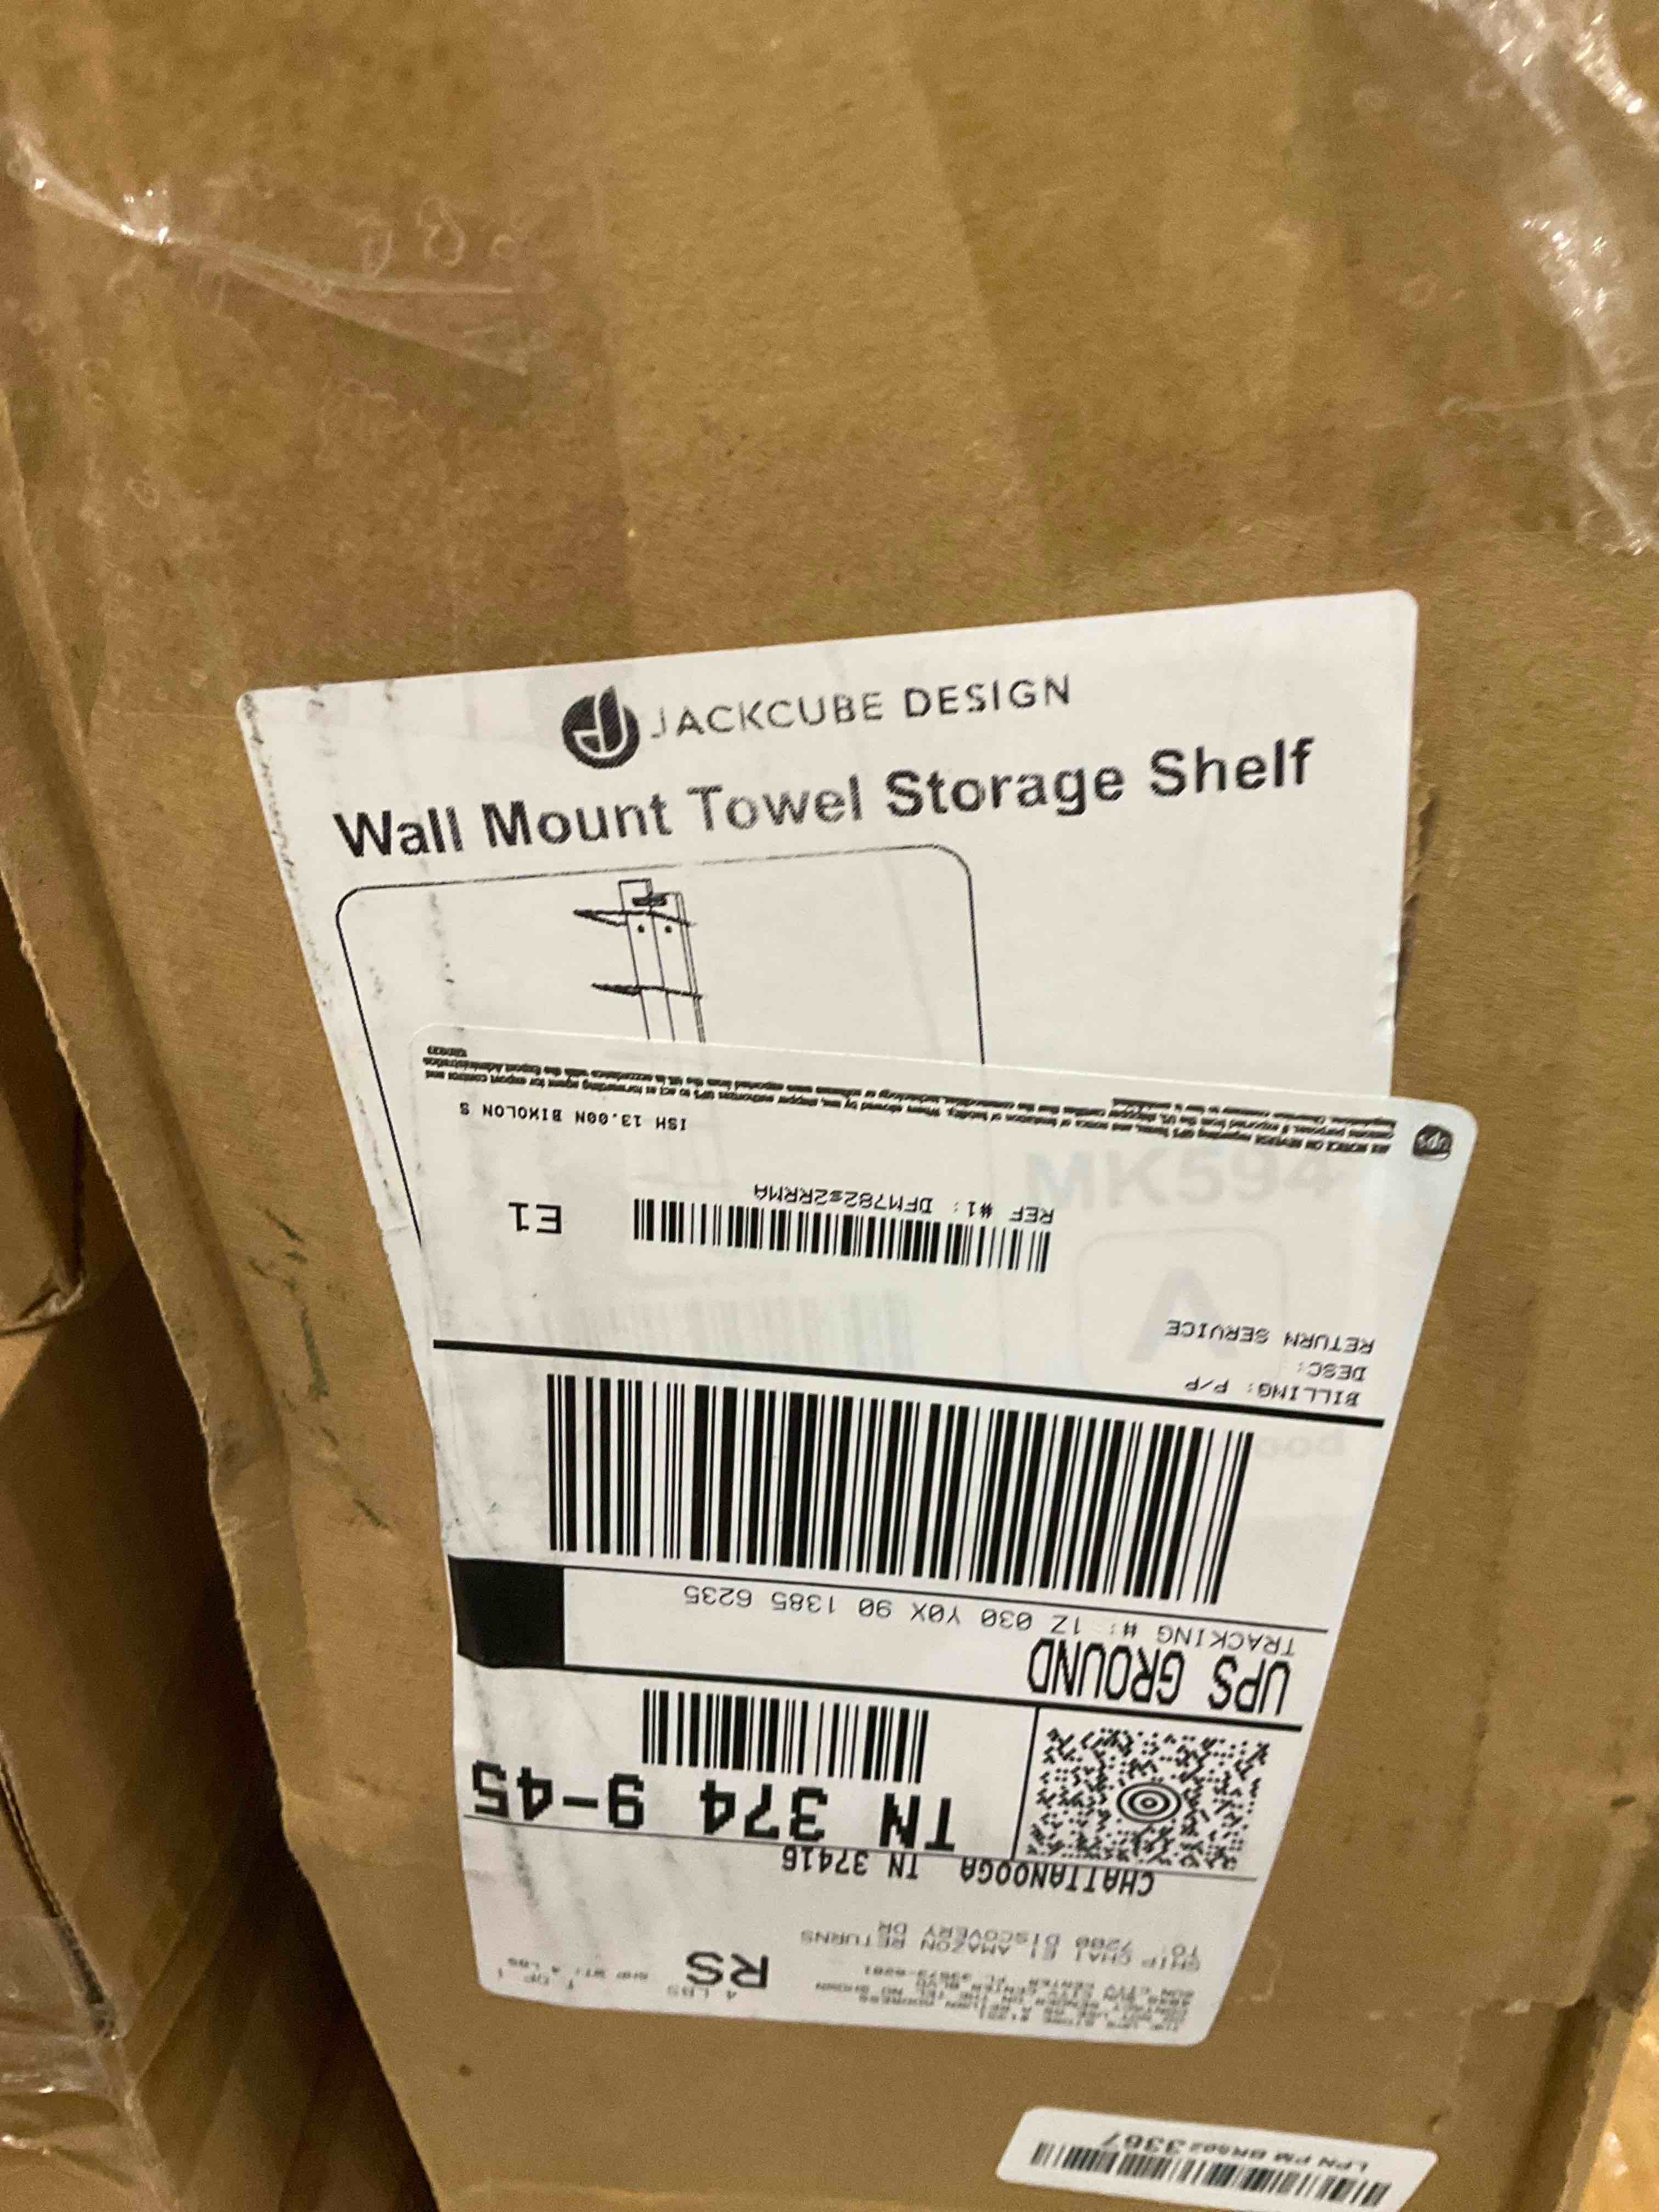 JACKCUBE DESIGN
Wall Mount Towel Storage Shelf
MK594
A
4 LBS
RS
SHIP
TO:
CHA1 E1 AMAZON RETURNS
7200 DISCOVERY DR
CHATTANOOGA TN 37416
TN 374 9-45
UPS GROUND
TRACKING #: 1Z 030 Y0X 90 1385 6235
BILLING: P/P
DESC:
RETURN SERVICE
REF #1: DFM782s2RRMA
E1
ISH 13.00N BIXOLON S
ups